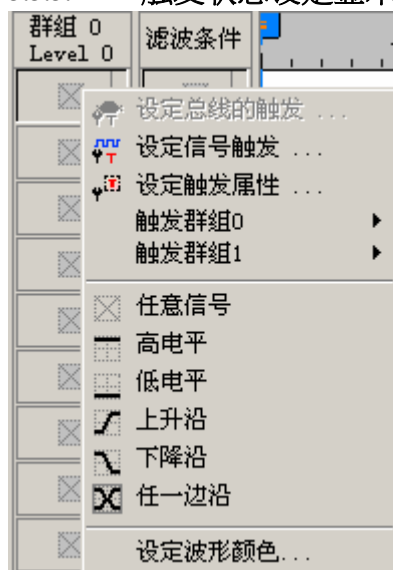 群组 0
Level 0
滤波条件
设定总线的触发 ...
设定信号触发 ...
设定触发属性 ...
触发群组0
触发群组1
任意信号
高电平
低电平
上升沿
下降沿
任一边沿
设定波形颜色...